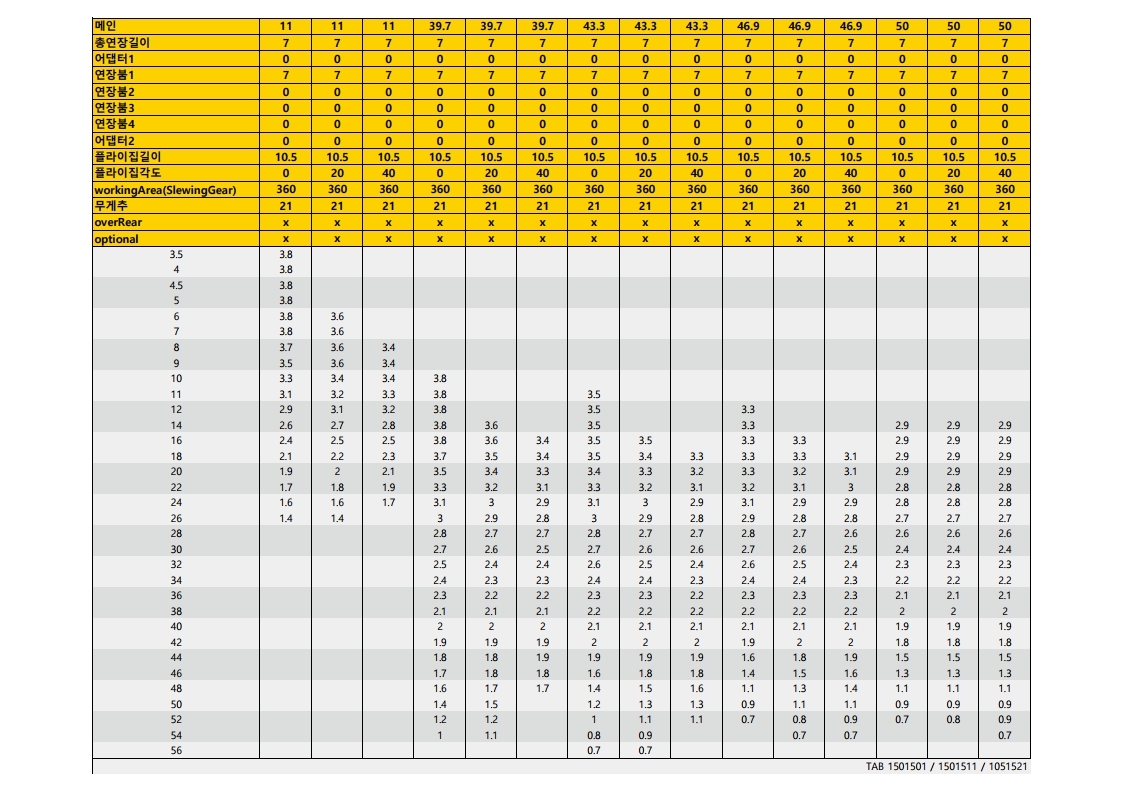 메인 11 11 11 39.7 39.7 39.7 43.3 43.3 43.3 46.9 46.9 46.9 50 50 50
총연장길이 7 7 7 7 7 7 7 7 7 7 7 7 7 7 7
어댑터1 0 0 0 0 0 0 0 0 0 0 0 0 0 0 0
연장붐1 7 7 7 7 7 7 7 7 7 7 7 7 7 7 7
연장붐2 0 0 0 0 0 0 0 0 0 0 0 0 0 0 0
연장붐3 0 0 0 0 0 0 0 0 0 0 0 0 0 0 0
연장붐4 0 0 0 0 0 0 0 0 0 0 0 0 0 0 0
어댑터2 0 0 0 0 0 0 0 0 0 0 0 0 0 0 0
플라이집길이 10.5 10.5 10.5 10.5 10.5 10.5 10.5 10.5 10.5 10.5 10.5 10.5 10.5 10.5 10.5
플라이집각도 0 20 40 0 20 40 0 20 40 0 20 40 0 20 40
workingArea(SlewingGear) 360 360 360 360 360 360 360 360 360 360 360 360 360 360 360
무게추 21 21 21 21 21 21 21 21 21 21 21 21 21 21 21
overRear x x x x x x x x x x x x x x x
optional x x x x x x x x x x x x x x x
3.5 3.8
4 3.8
4.5 3.8
5 3.8
6 3.8 3.6
7 3.8 3.6
8 3.7 3.6 3.4
9 3.5 3.6 3.4
10 3.3 3.4 3.4 3.8
11 3.1 3.2 3.3 3.8 3.5
12 2.9 3.1 3.2 3.8 3.5 3.3
14 2.6 2.7 2.8 3.8 3.6 3.5 3.3 2.9 2.9 2.9
16 2.4 2.5 2.5 3.8 3.6 3.4 3.5 3.5 3.3 3.3 2.9 2.9 2.9
18 2.1 2.2 2.3 3.7 3.5 3.4 3.5 3.4 3.3 3.3 3.3 3.1 2.9 2.9 2.9
20 1.9 2 2.1 3.5 3.4 3.3 3.4 3.3 3.2 3.3 3.2 3.1 2.9 2.9 2.9
22 1.7 1.8 1.9 3.3 3.2 3.1 3.3 3.2 3.1 3.2 3.1 3 2.8 2.8 2.8
24 1.6 1.6 1.7 3.1 3 2.9 3.1 3 2.9 3.1 2.9 2.9 2.8 2.8 2.8
26 1.4 1.4 3 2.9 2.8 3 2.9 2.8 2.9 2.8 2.8 2.7 2.7 2.7
28 2.8 2.7 2.7 2.8 2.7 2.7 2.8 2.7 2.6 2.6 2.6 2.6
30 2.7 2.6 2.5 2.7 2.6 2.6 2.7 2.6 2.5 2.4 2.4 2.4
32 2.5 2.4 2.4 2.6 2.5 2.4 2.6 2.5 2.4 2.3 2.3 2.3
34 2.4 2.3 2.3 2.4 2.4 2.3 2.4 2.4 2.3 2.2 2.2 2.2
36 2.3 2.2 2.2 2.3 2.3 2.2 2.3 2.3 2.3 2.1 2.1 2.1
38 2.1 2.1 2.1 2.2 2.2 2.2 2.2 2.2 2.2 2 2 2
40 2 2 2 2.1 2.1 2.1 2.1 2.1 2.1 1.9 1.9 1.9
42 1.9 1.9 1.9 2 2 2 1.9 2 2 1.8 1.8 1.8
44 1.8 1.8 1.9 1.9 1.9 1.9 1.6 1.8 1.9 1.5 1.5 1.5
46 1.7 1.8 1.8 1.6 1.8 1.8 1.4 1.5 1.6 1.3 1.3 1.3
48 1.6 1.7 1.7 1.4 1.5 1.6 1.1 1.3 1.4 1.1 1.1 1.1
50 1.4 1.5 1.2 1.3 1.3 0.9 1.1 1.1 0.9 0.9 0.9
52 1.2 1.2 1 1.1 1.1 0.7 0.8 0.9 0.7 0.8 0.9
54 1 1.1 0.8 0.9 0.7 0.7 0.7
56 0.7 0.7
TAB 1501501 / 1501511 / 1051521